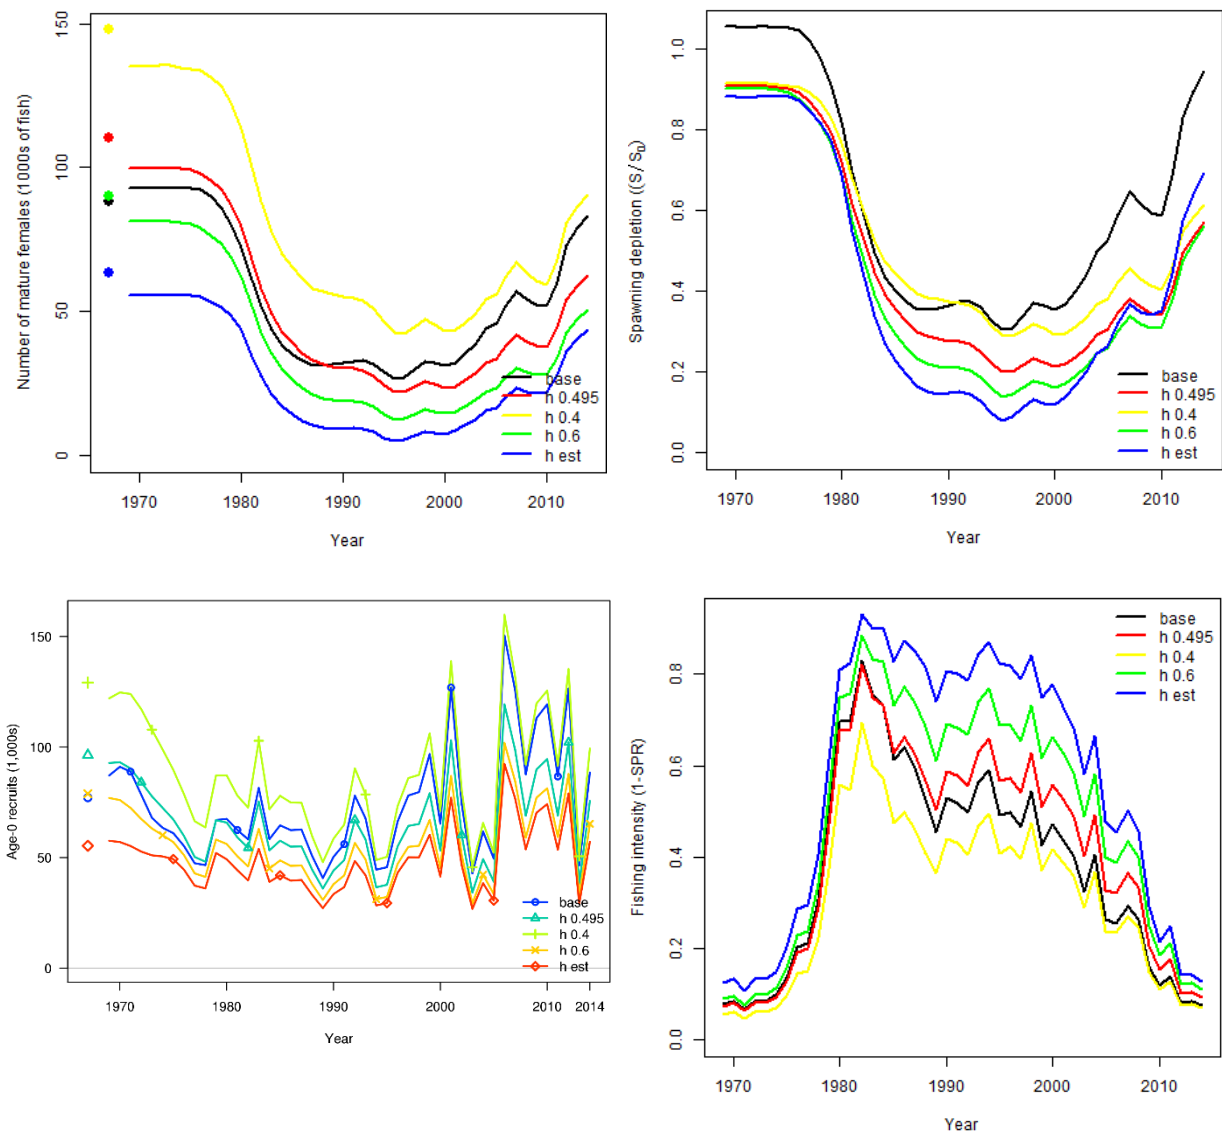 Number of mature females (1000s of fish)
150
100
50
0
1970 1980 1990 2000 2010
Year
base
h 0.495
h 0.4
h 0.6
h est
Spawning depletion ((S/S0)
1.0
0.8
0.6
0.4
0.2
0.0
1970 1980 1990 2000 2010
Year
base
h 0.495
h 0.4
h 0.6
h est
Age-0 recruits (1,000s)
150
100
50
0
1970 1980 1990 2000 2010 2014
Year
base
h 0.495
h 0.4
h 0.6
h est
Fishing intensity (1-SPR)
0.8
0.6
0.4
0.2
0.0
1970 1980 1990 2000 2010
Year
base
h 0.495
h 0.4
h 0.6
h est